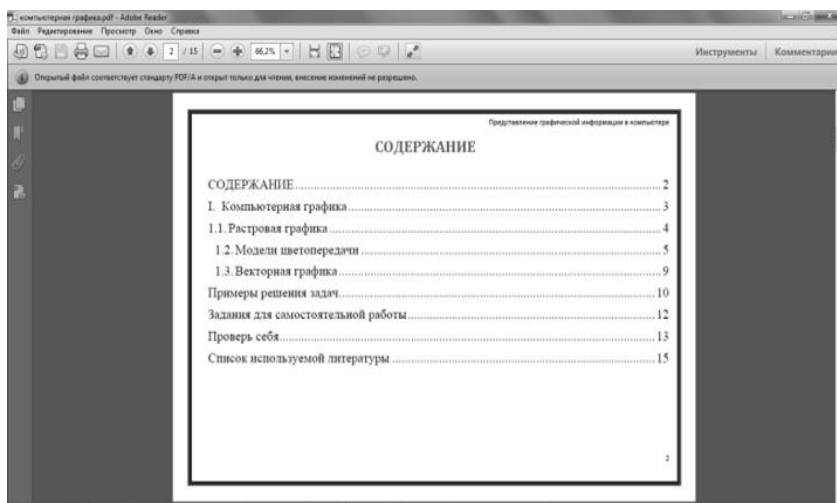 компьютерная графика.pdf - Adobe Reader
Файл Редактирование Просмотр Окно Справка
2 / 15 66,2% Инструменты Комментарии
Открытый файл соответствует стандарту PDF/A и открыт только для чтения, внесение изменений не разрешено.
Представление графической информации в компьютере
СОДЕРЖАНИЕ
СОДЕРЖАНИЕ ........ 2
I. Компьютерная графика ........ 3
1.1. Растровая графика ........ 4
1.2. Модели цветопередачи ........ 5
1.3. Векторная графика ........ 9
Примеры решения задач ........ 10
Задания для самостоятельной работы ........ 12
Проверь себя ........ 13
Список используемой литературы ........ 15
2